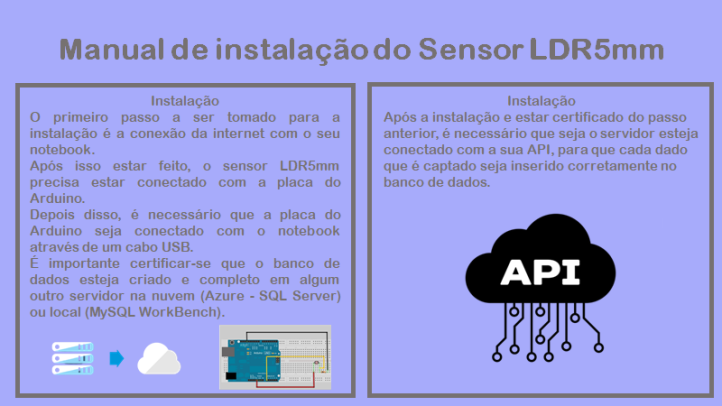 Manual de instalação do Sensor LDR5mm
Instalação
O primeiro passo a ser tomado para a
instalação é a conexão da internet com o seu
notebook.
Após isso estar feito, o sensor LDR5mm
precisa estar conectado com a placa do
Arduino.
Depois disso, é necessário que a placa do
Arduino seja conectado com o notebook
através de um cabo USB.
É importante certificar-se que o banco de
dados esteja criado e completo em algum
outro servidor na nuvem (Azure - SQL Server)
ou local (MySQL WorkBench).
Instalação
Após a instalação e estar certificado do passo
anterior, é necessário que seja o servidor esteja
conectado com a sua API, para que cada dado
que é captado seja inserido corretamente no
banco de dados.
API